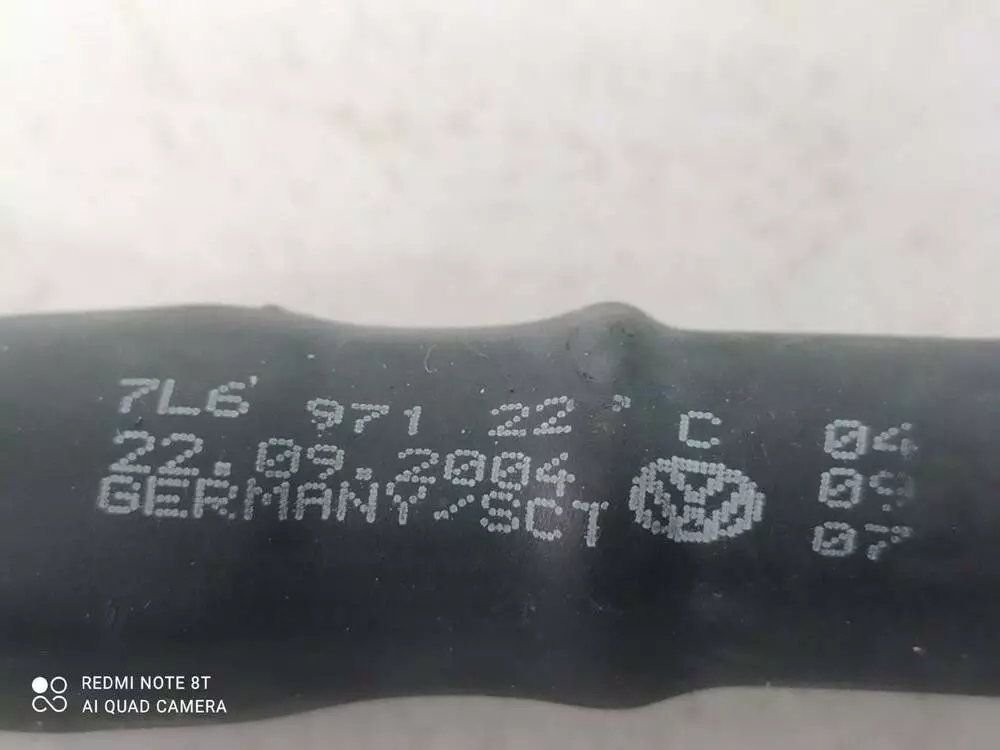 7L6 971 22 C 04
22.09.2004 09
GERMANY/SCT 07
REDMI NOTE 8T
AI QUAD CAMERA